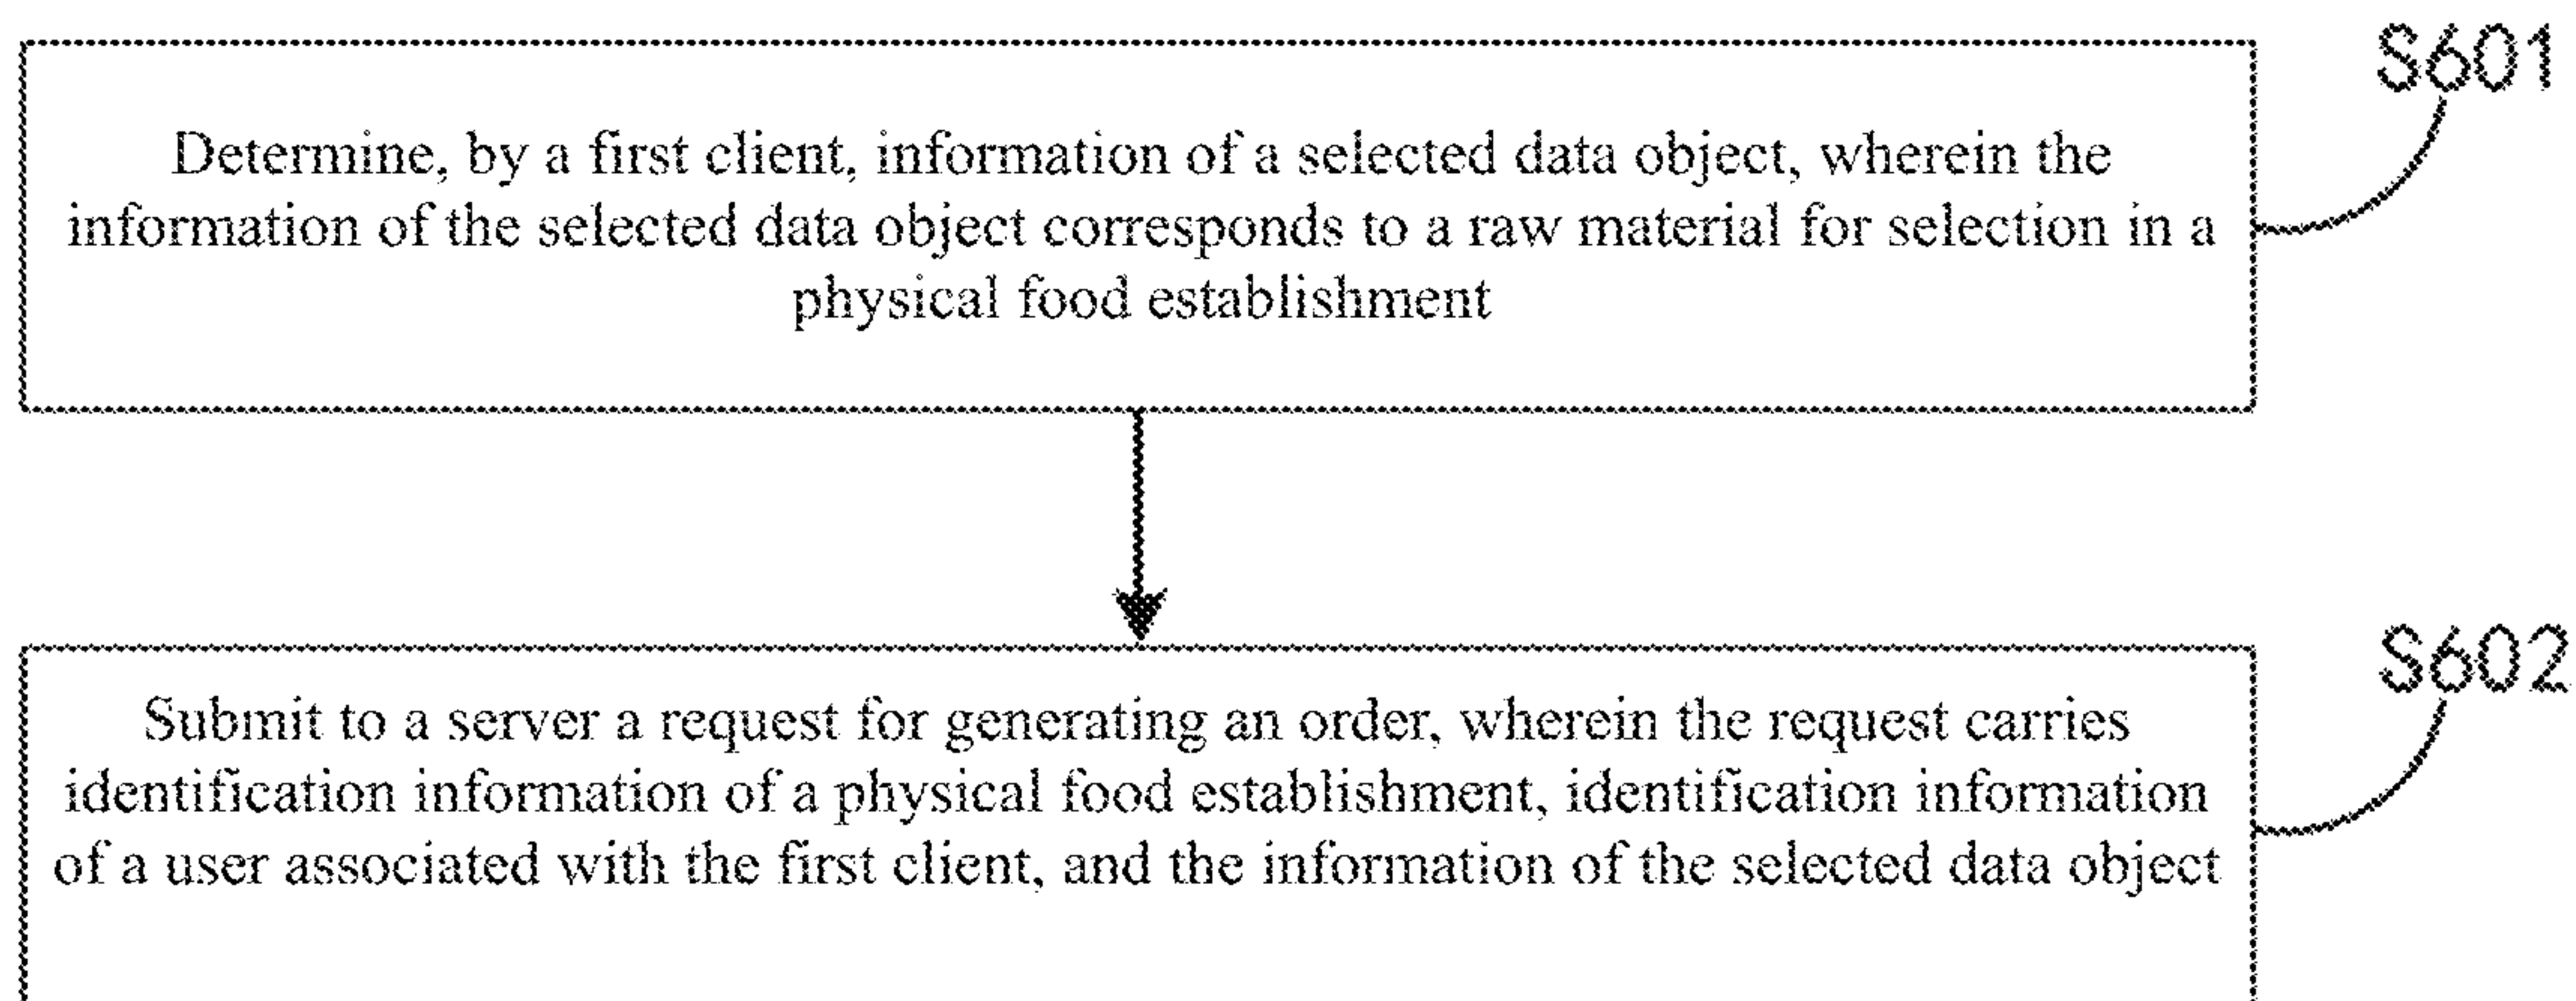 S601
Determine, by a first client, information of a selected data object, wherein the
information of the selected data object corresponds to a raw material for selection in a
physical food establishment
S602
Submit to a server a request for generating an order, wherein the request carries
identification information of a physical food establishment, identification information
of a user associated with the first client, and the information of the selected data object